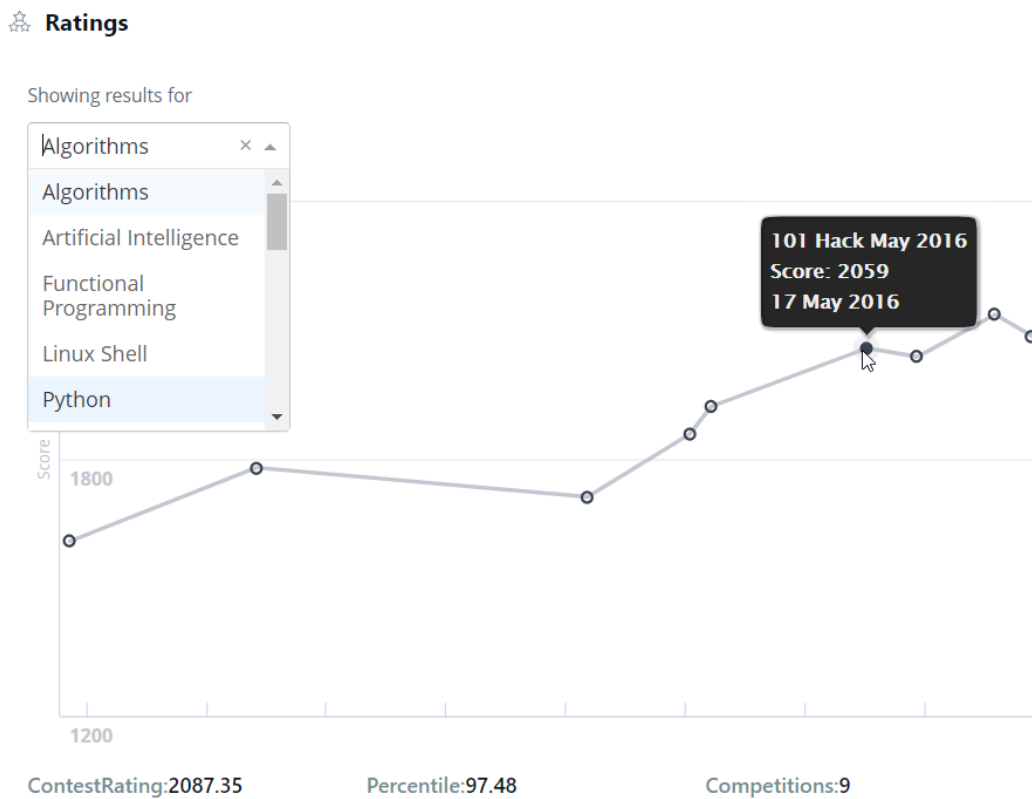 Ratings
Showing results for
Algorithms
Algorithms
Artificial Intelligence
Functional
Programming
Linux Shell
Python
101 Hack May 2016
Score: 2059
17 May 2016
Score
1800
1200
ContestRating:2087.35 Percentile:97.48 Competitions:9